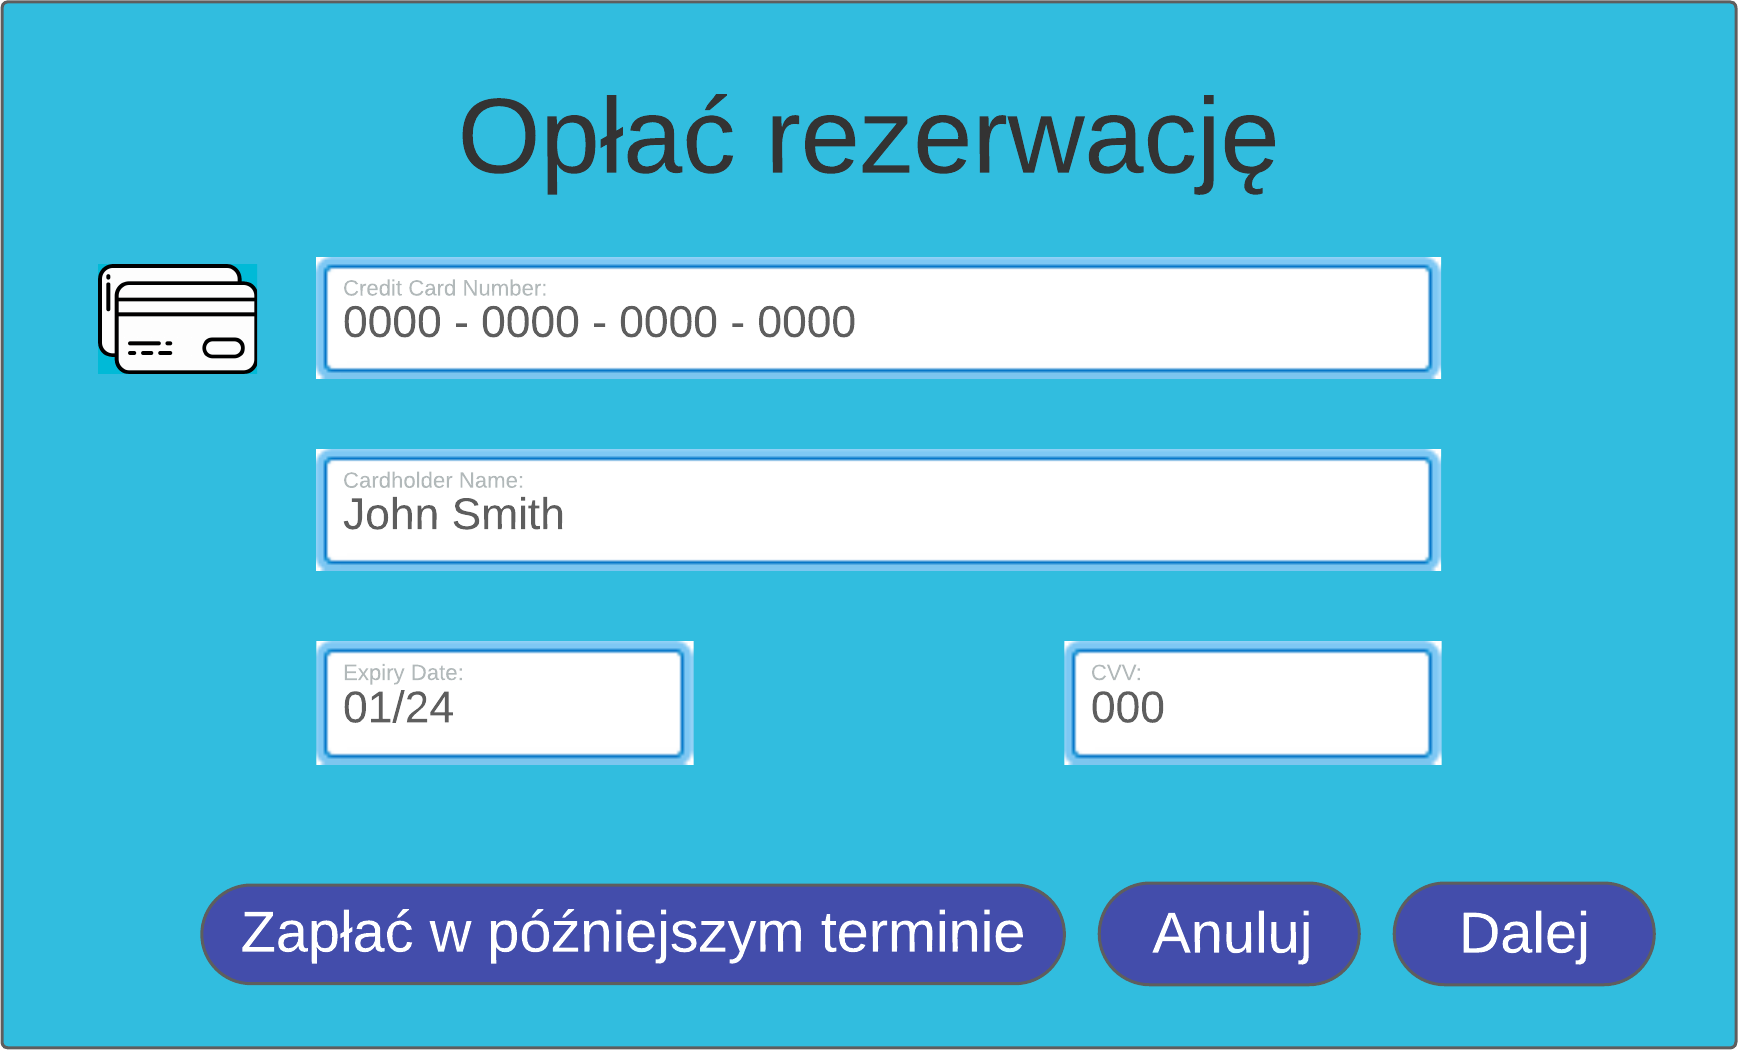 Opłać rezerwację
Credit Card Number:
0000 - 0000 - 0000 - 0000
Cardholder Name:
John Smith
Expiry Date:
01/24
CVV:
000
Zapłać w późniejszym terminie
Anuluj
Dalej